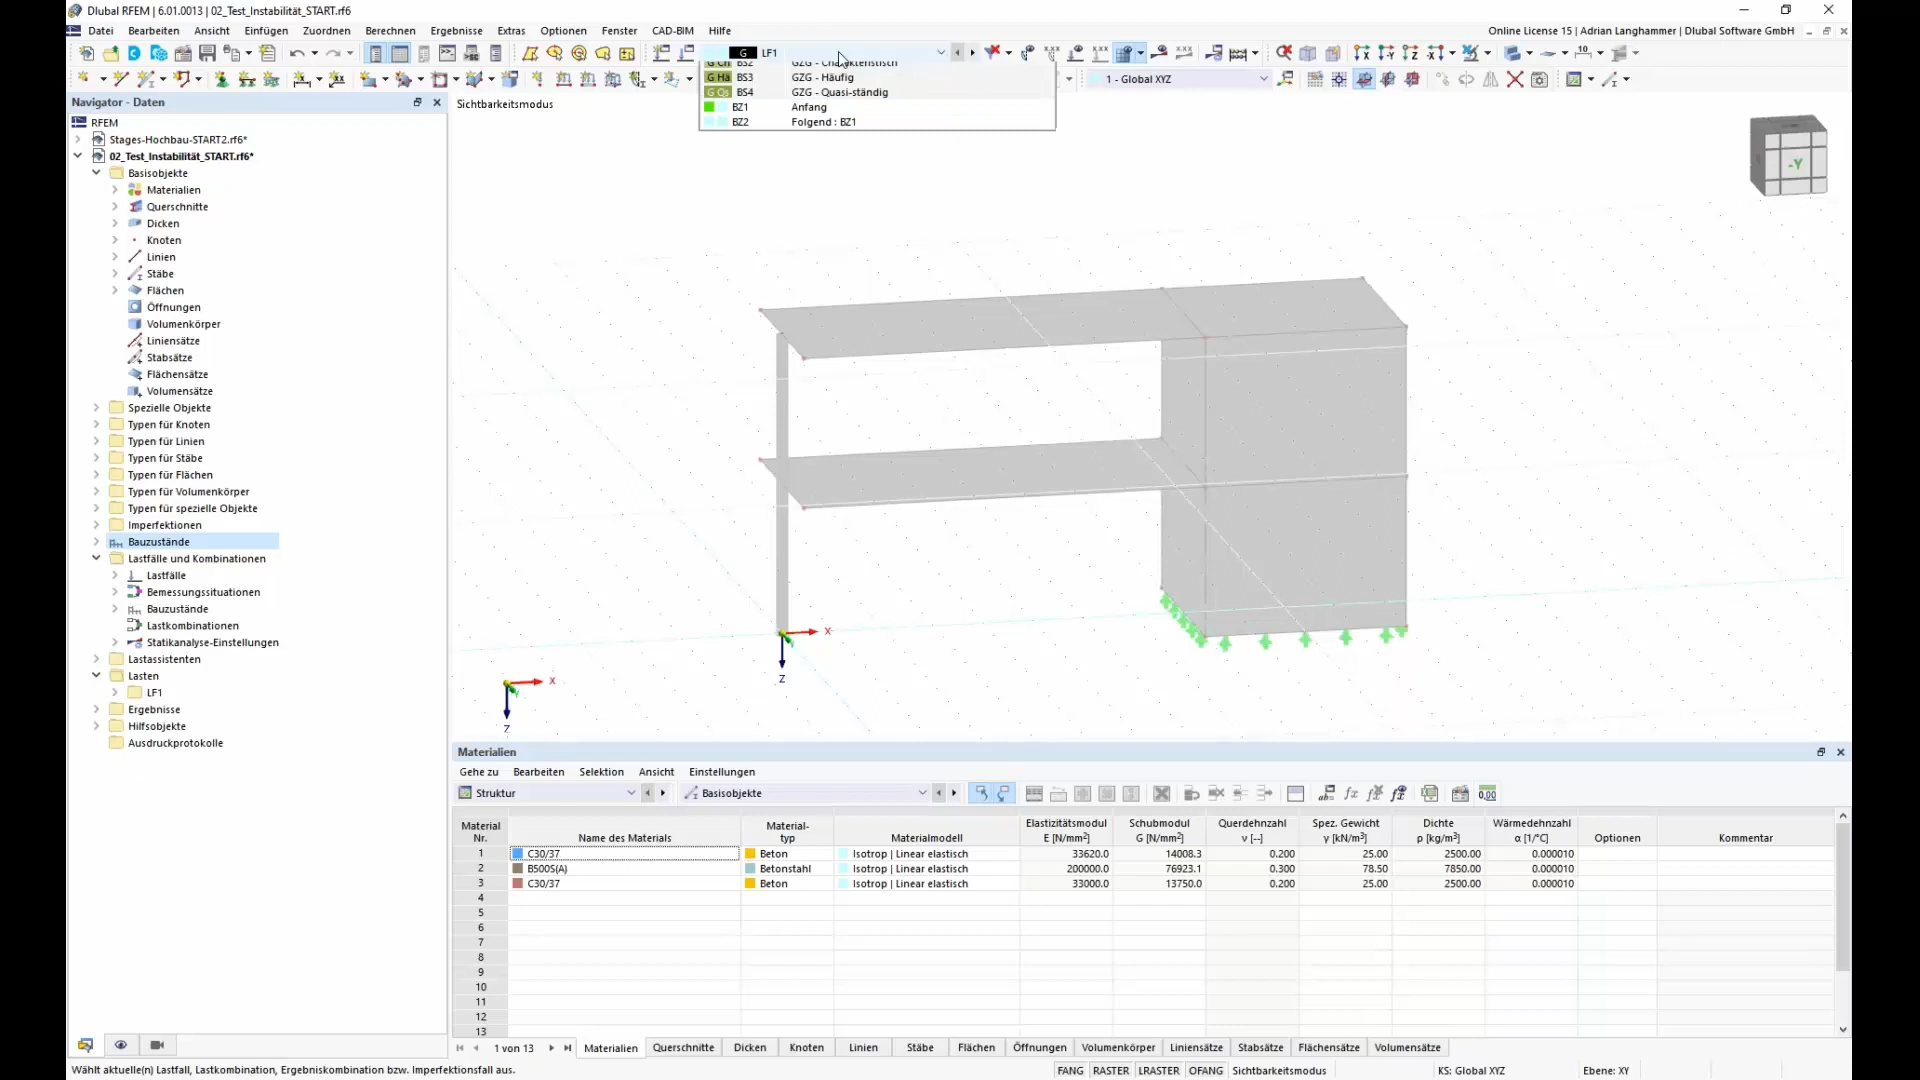 Dlubal RFEM | 6.01.0013 | 02_Test_Instabilität_START.rf6
Datei Bearbeiten Ansicht Einfügen Zuordnen Berechnen Ergebnisse Extras Optionen Fenster CAD-BIM Hilfe
Online License 15 | Adrian Langhammer | Dlubal Software GmbH
G LF1
G Ch BS2 GZG - Charakteristisch
G Hä BS3 GZG - Häufig
G Qs BS4 GZG - Quasi-ständig
BZ1 Anfang
BZ2 Folgend : BZ1
1 - Global XYZ
Navigator - Daten
Sichtbarkeitsmodus
RFEM
Stages-Hochbau-START2.rf6*
02_Test_Instabilität_START.rf6*
Basisobjekte
Materialien
Querschnitte
Dicken
Knoten
Linien
Stäbe
Flächen
Öffnungen
Volumenkörper
Liniensätze
Stabsätze
Flächensätze
Volumensätze
Spezielle Objekte
Typen für Knoten
Typen für Linien
Typen für Stäbe
Typen für Flächen
Typen für Volumenkörper
Typen für spezielle Objekte
Imperfektionen
Bauzustände
Lastfälle und Kombinationen
Lastfälle
Bemessungssituationen
Bauzustände
Lastkombinationen
Statikanalyse-Einstellungen
Lastassistenten
Lasten
LF1
Ergebnisse
Hilfsobjekte
Ausdruckprotokolle
-Y
X
Z
X
Z
Materialien
Gehe zu Bearbeiten Selektion Ansicht Einstellungen
Struktur Basisobjekte
Material Nr. Name des Materials Material-typ Materialmodell Elastizitätsmodul E [N/mm²] Schubmodul G [N/mm²] Querdehnzahl ν [--] Spez. Gewicht γ [kN/m³] Dichte ρ [kg/m³] Wärmedehnzahl α [1/°C] Optionen Kommentar
1 C30/37 Beton Isotrop | Linear elastisch 33620.0 14008.3 0.200 25.00 2500.00 0.000010
2 B500S(A) Betonstahl Isotrop | Linear elastisch 200000.0 76923.1 0.300 78.50 7850.00 0.000010
3 C30/37 Beton Isotrop | Linear elastisch 33000.0 13750.0 0.200 25.00 2500.00 0.000010
4
5
6
7
8
9
10
11
12
13
1 von 13 Materialien Querschnitte Dicken Knoten Linien Stäbe Flächen Öffnungen Volumenkörper Liniensätze Stabsätze Flächensätze Volumensätze
Wählt aktuelle(n) Lastfall, Lastkombination, Ergebniskombination bzw. Imperfektionsfall aus.
FANG RASTER LRASTER OFANG Sichtbarkeitsmodus KS: Global XYZ Ebene: XY